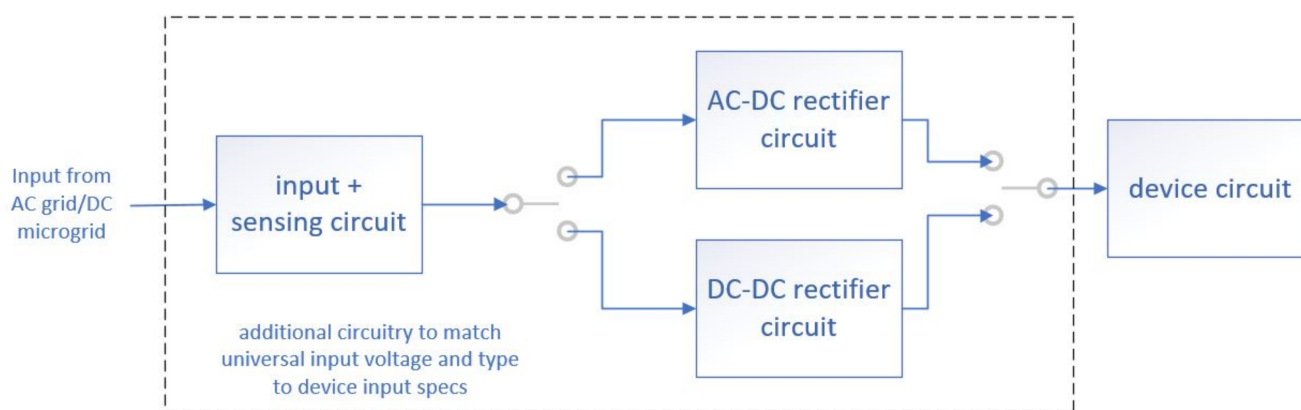 Input from
AC grid/DC
microgrid
input +
sensing circuit
AC-DC rectifier
circuit
DC-DC rectifier
circuit
device circuit
additional circuitry to match
universal input voltage and type
to device input specs